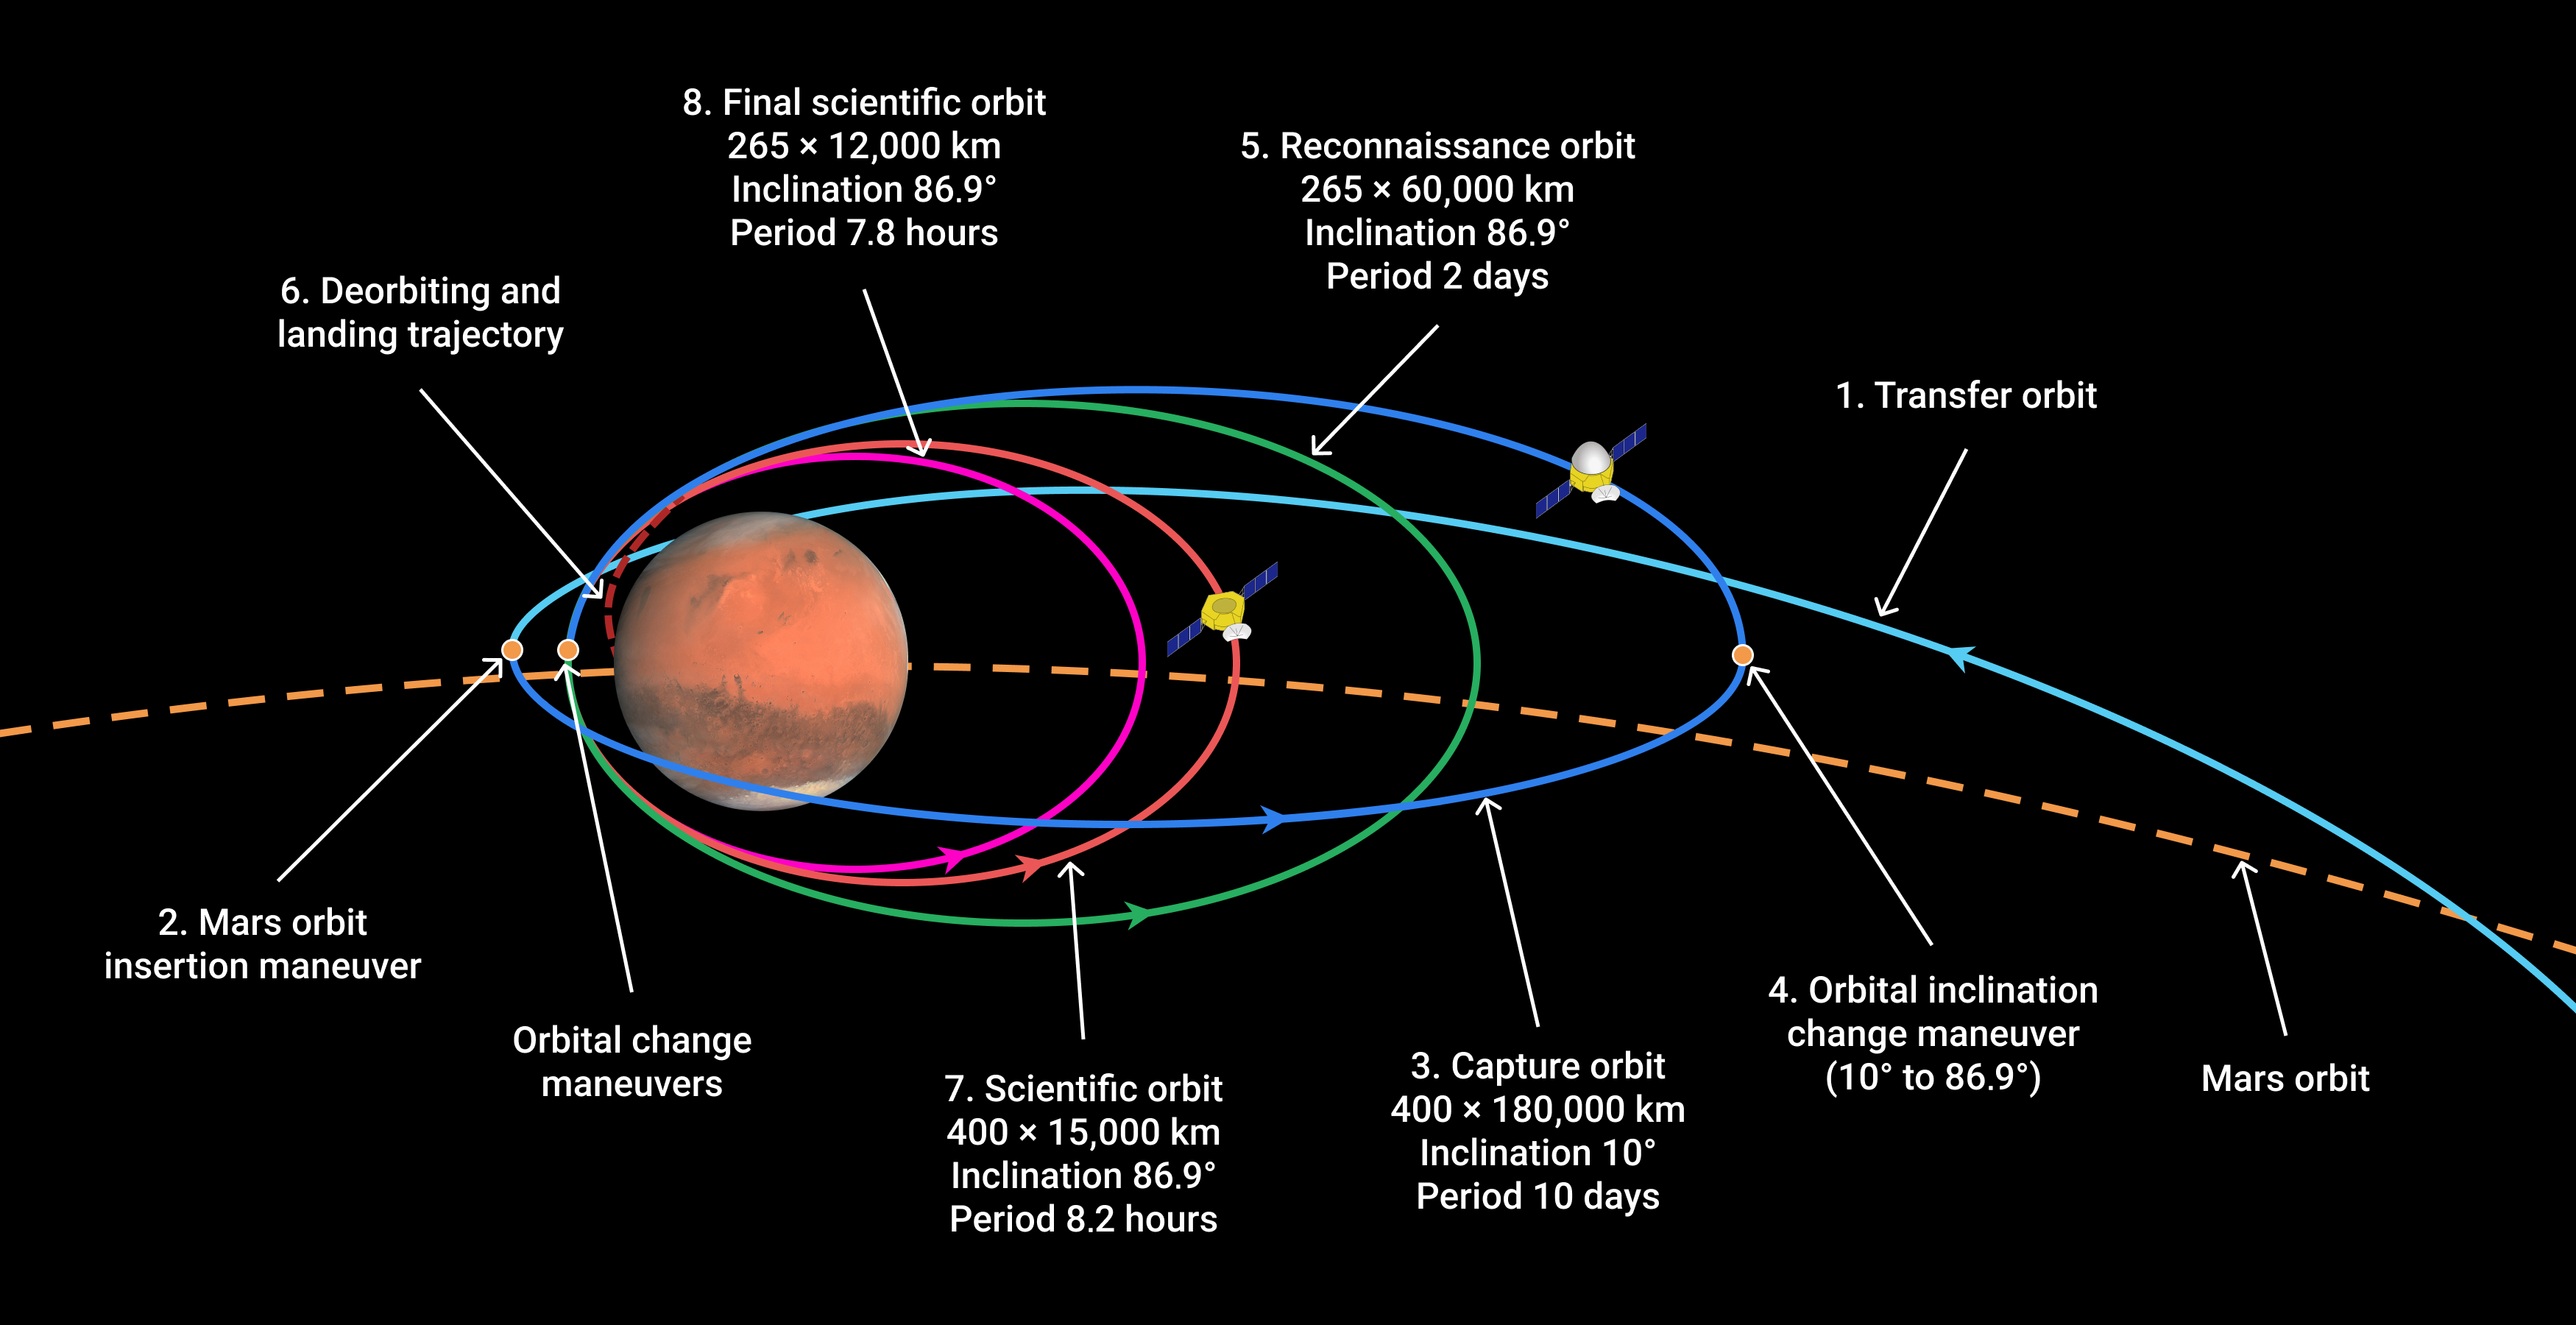 8. Final scientific orbit
265 × 12,000 km
Inclination 86.9°
Period 7.8 hours
5. Reconnaissance orbit
265 × 60,000 km
Inclination 86.9°
Period 2 days
6. Deorbiting and
landing trajectory
1. Transfer orbit
2. Mars orbit
insertion maneuver
Orbital change
maneuvers
7. Scientific orbit
400 × 15,000 km
Inclination 86.9°
Period 8.2 hours
3. Capture orbit
400 × 180,000 km
Inclination 10°
Period 10 days
4. Orbital inclination
change maneuver
(10° to 86.9°)
Mars orbit